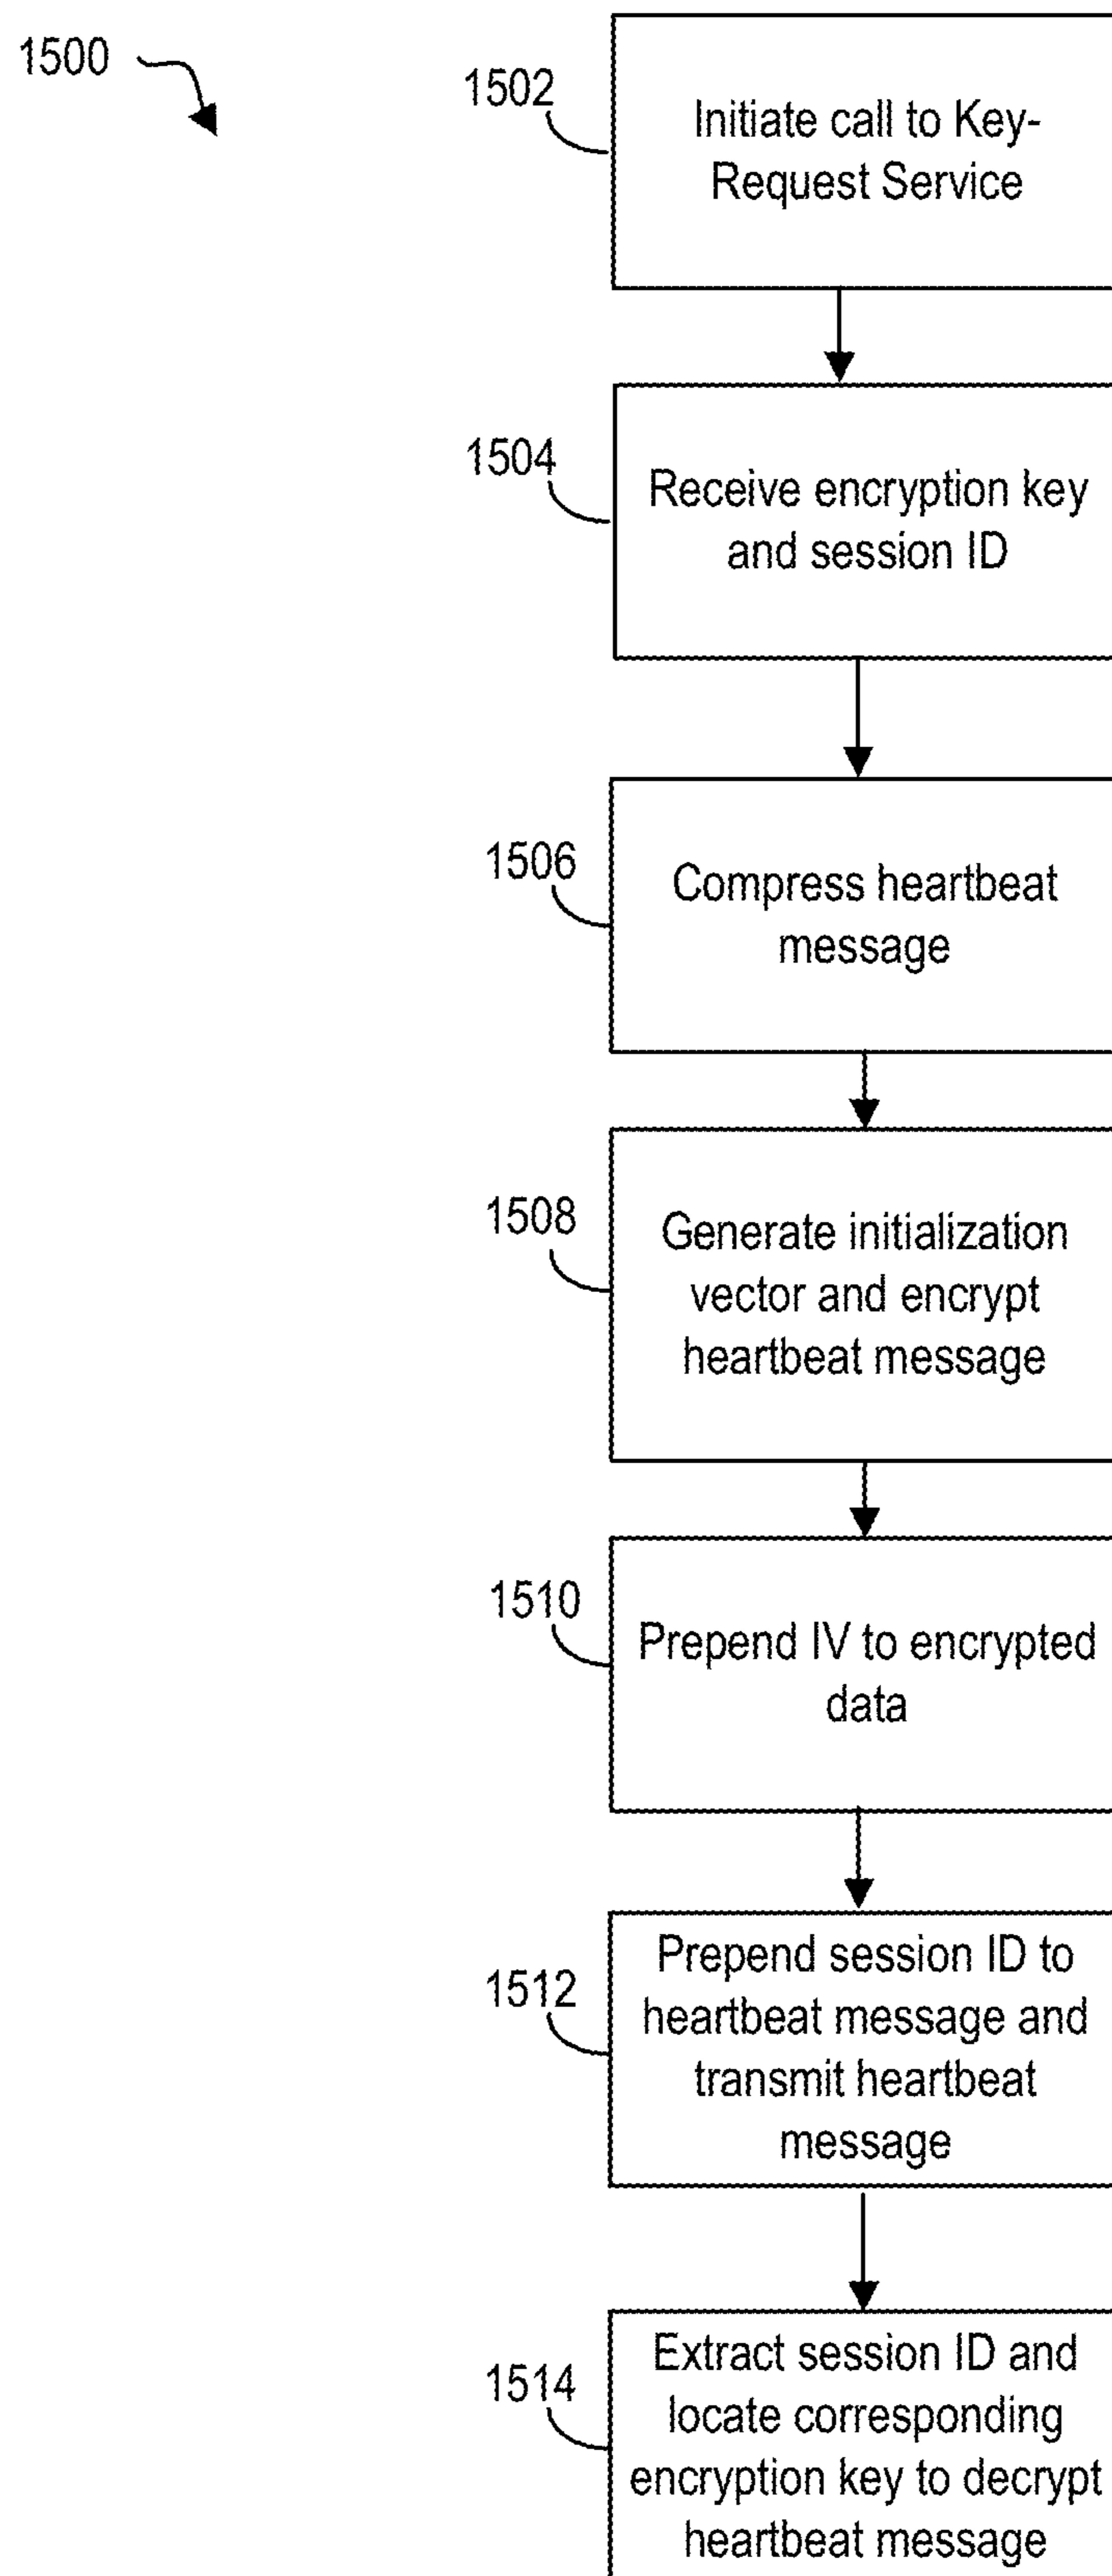 1500
1502
Initiate call to Key-
Request Service
1504
Receive encryption key
and session ID
1506
Compress heartbeat
message
1508
Generate initialization
vector and encrypt
heartbeat message
1510
Prepend IV to encrypted
data
1512
Prepend session ID to
heartbeat message and
transmit heartbeat
message
1514
Extract session ID and
locate corresponding
encryption key to decrypt
heartbeat message